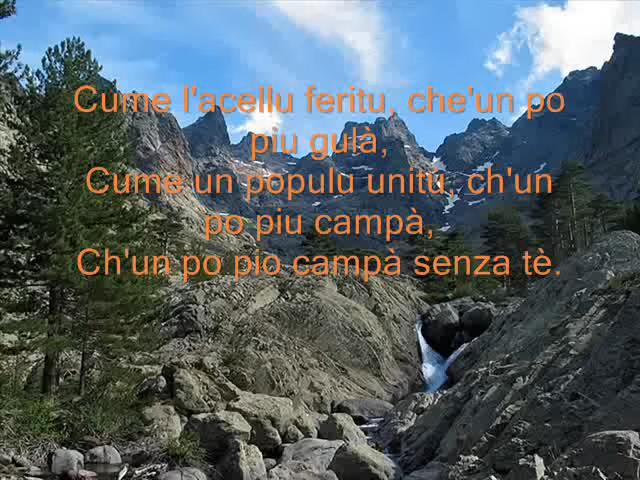 Cume l'acellu feritu, che'un po
piu gulà,
Cume un populu unitu, ch'un
po piu campà,
Ch'un po pio campà senza tè.